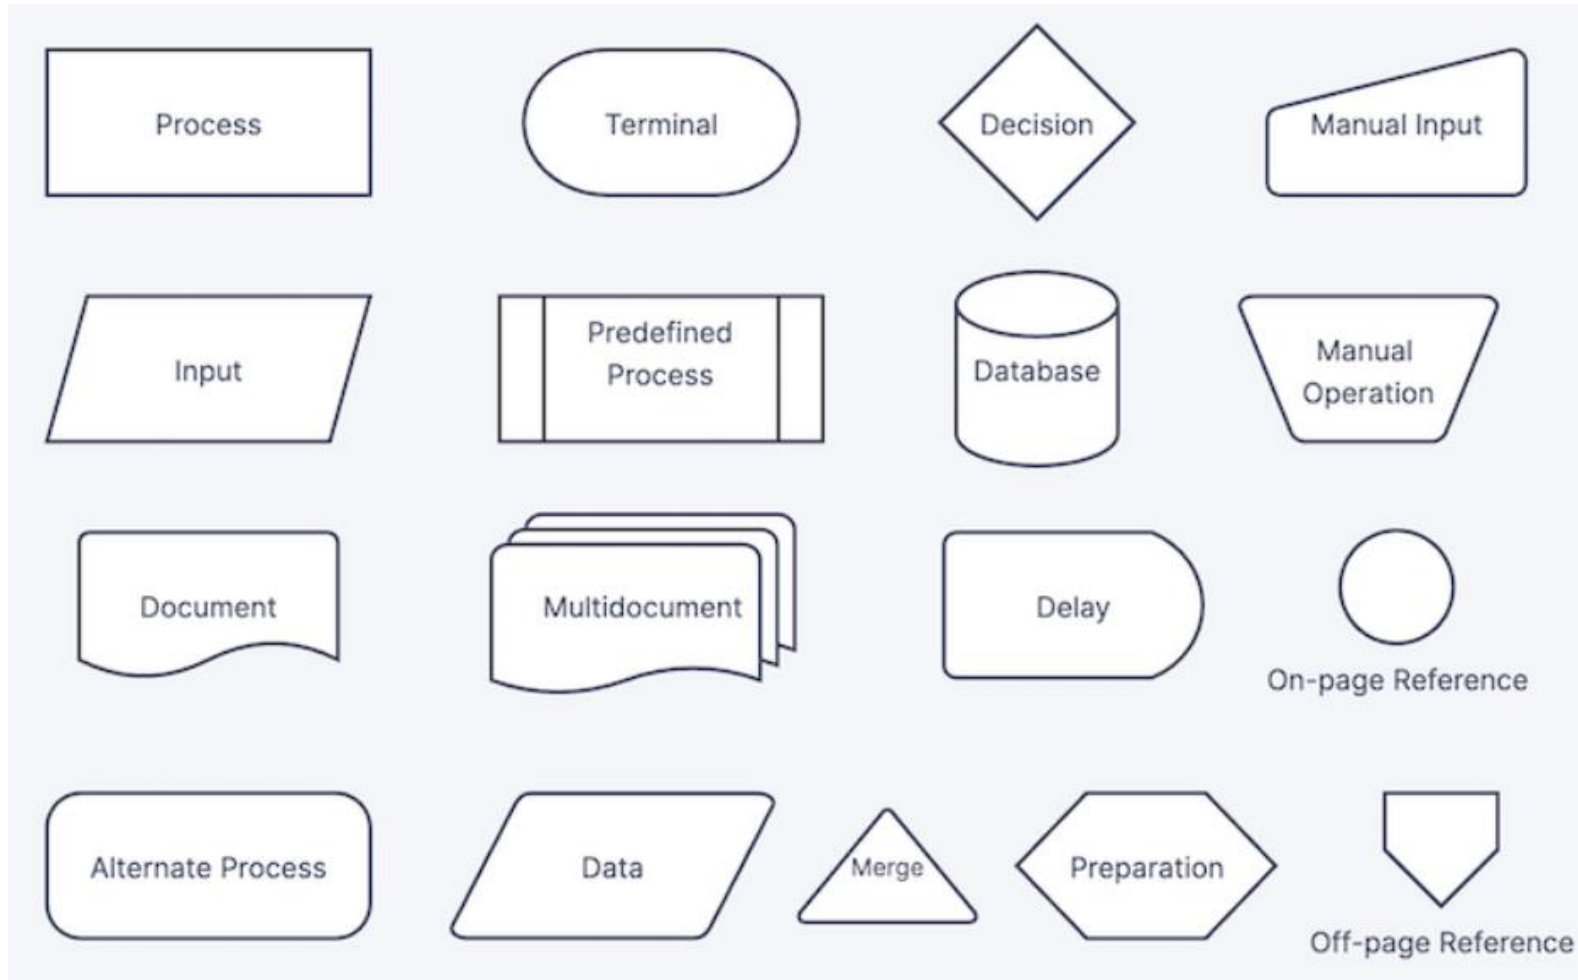 Process
Terminal
Decision
Manual Input
Input
Predefined
Process
Database
Manual
Operation
Document
Multidocument
Delay
On-page Reference
Alternate Process
Data
Merge
Preparation
Off-page Reference